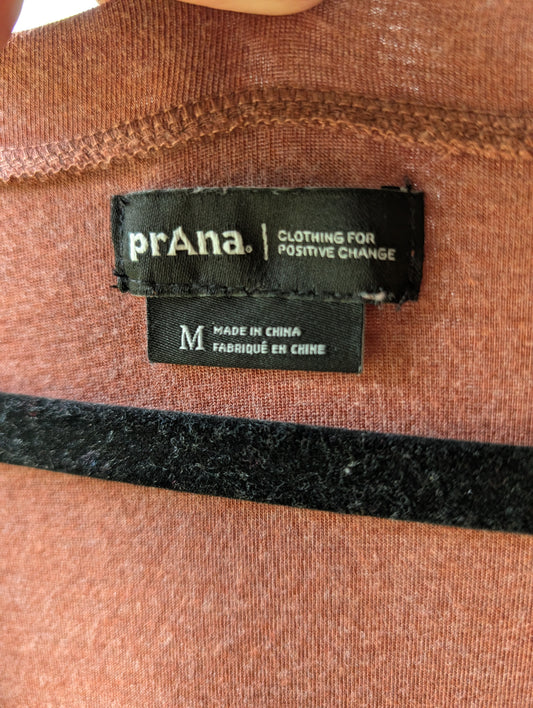 prAna. | CLOTHING FOR
POSITIVE CHANGE
M MADE IN CHINA
FABRIQUÉ EN CHINE